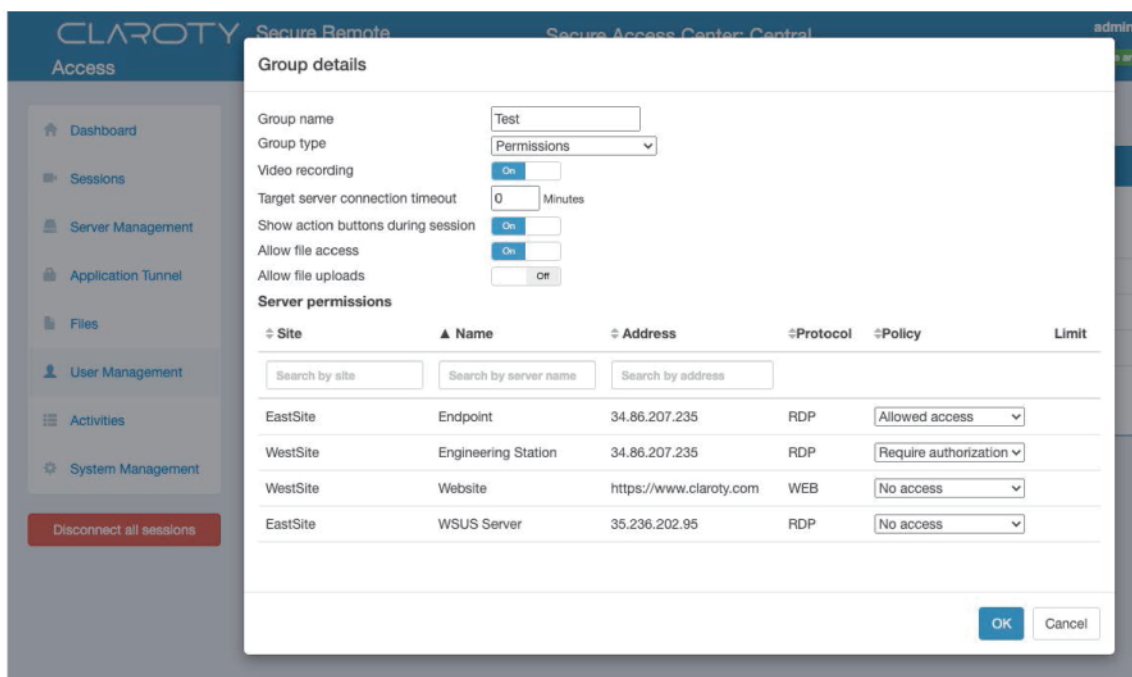 CLAROTY Secure Remote Access
Secure Access Center: Central
admin
Dashboard
Sessions
Server Management
Application Tunnel
Files
User Management
Activities
System Management
Disconnect all sessions
Group details
Group name Test
Group type Permissions
Video recording On
Target server connection timeout 0 Minutes
Show action buttons during session On
Allow file access On
Allow file uploads Off
Server permissions
Site Name Address Protocol Policy Limit
Search by site Search by server name Search by address
EastSite Endpoint 34.86.207.235 RDP Allowed access
WestSite Engineering Station 34.86.207.235 RDP Require authorization
WestSite Website https://www.claroty.com WEB No access
EastSite WSUS Server 35.236.202.95 RDP No access
OK Cancel